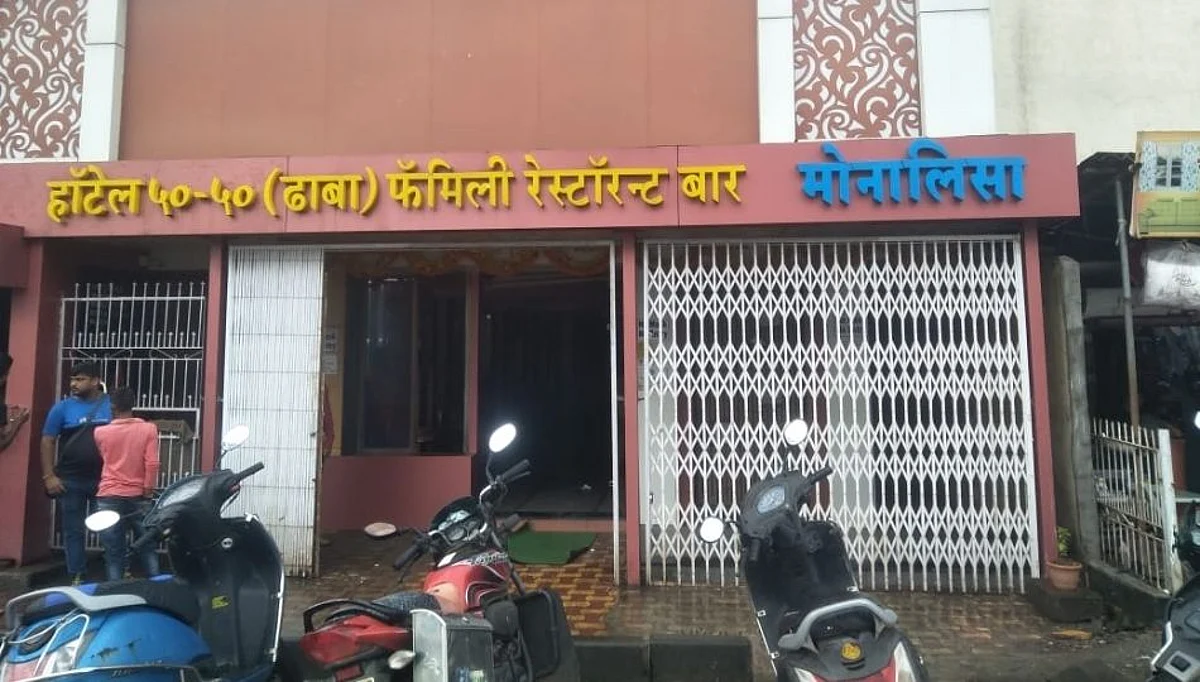 हॉटेल ५०-५० (ढाबा) फॅमिली रेस्टॉरन्ट बार मोनालिसा